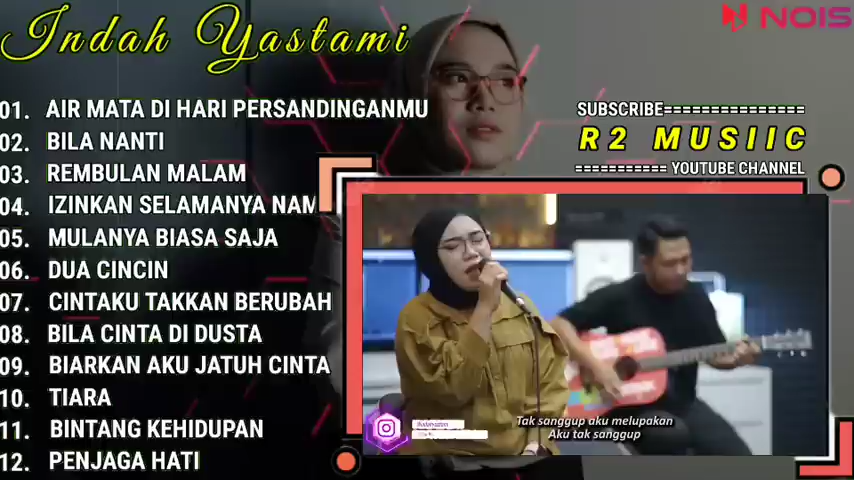 Indah Yastami
NOIS
01. AIR MATA DI HARI PERSANDINGANMU
02. BILA NANTI
03. REMBULAN MALAM
04. IZINKAN SELAMANYA NAM
05. MULANYA BIASA SAJA
06. DUA CINCIN
07. CINTAKU TAKKAN BERUBAH
08. BILA CINTA DI DUSTA
09. BIARKAN AKU JATUH CINTA
10. TIARA
11. BINTANG KEHIDUPAN
12. PENJAGA HATI
SUBSCRIBE===============
R2 MUSIIC
=========== YOUTUBE CHANNEL
Tak sanggup aku melupakan
Aku tak sanggup